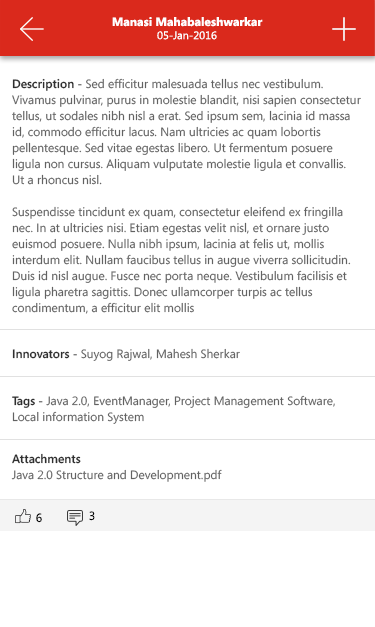 Manasi Mahabaleshwarkar
05-Jan-2016
Description - Sed efficitur malesuada tellus nec vestibulum.
Vivamus pulvinar, purus in molestie blandit, nisi sapien consectetur
tellus, ut sodales nibh nisl a erat. Sed ipsum sem, lacinia id massa
id, commodo efficitur lacus. Nam ultricies ac quam lobortis
pellentesque. Sed vitae egestas libero. Ut fermentum posuere
ligula non cursus. Aliquam vulputate molestie ligula et convallis.
Ut a rhoncus nisl.
Suspendisse tincidunt ex quam, consectetur eleifend ex fringilla
nec. In at ultricies nisi. Etiam egestas velit nisl, et ornare justo
euismod posuere. Nulla nibh ipsum, lacinia at felis ut, mollis
interdum elit. Nullam faucibus tellus in augue viverra sollicitudin.
Duis id nisl augue. Fusce nec porta neque. Vestibulum facilisis et
ligula pharetra sagittis. Donec ullamcorper turpis ac tellus
condimentum, a efficitur elit mollis
Innovators - Suyog Rajwal, Mahesh Sherkar
Tags - Java 2.0, EventManager, Project Management Software,
Local information System
Attachments
Java 2.0 Structure and Development.pdf
6 3